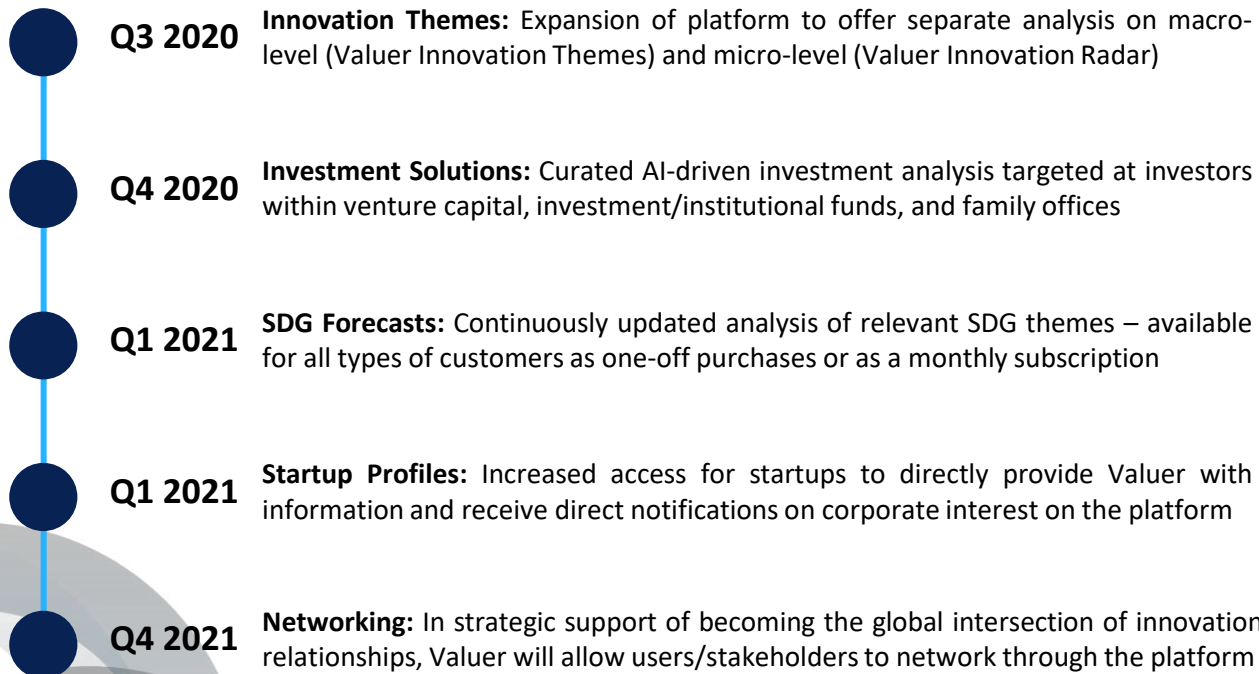 Q3 2020
Innovation Themes: Expansion of platform to offer separate analysis on macro-
level (Valuer Innovation Themes) and micro-level (Valuer Innovation Radar)
Q4 2020
Investment Solutions: Curated AI-driven investment analysis targeted at investors
within venture capital, investment/institutional funds, and family offices
Q1 2021
SDG Forecasts: Continuously updated analysis of relevant SDG themes – available
for all types of customers as one-off purchases or as a monthly subscription
Q1 2021
Startup Profiles: Increased access for startups to directly provide Valuer with
information and receive direct notifications on corporate interest on the platform
Q4 2021
Networking: In strategic support of becoming the global intersection of innovation
relationships, Valuer will allow users/stakeholders to network through the platform